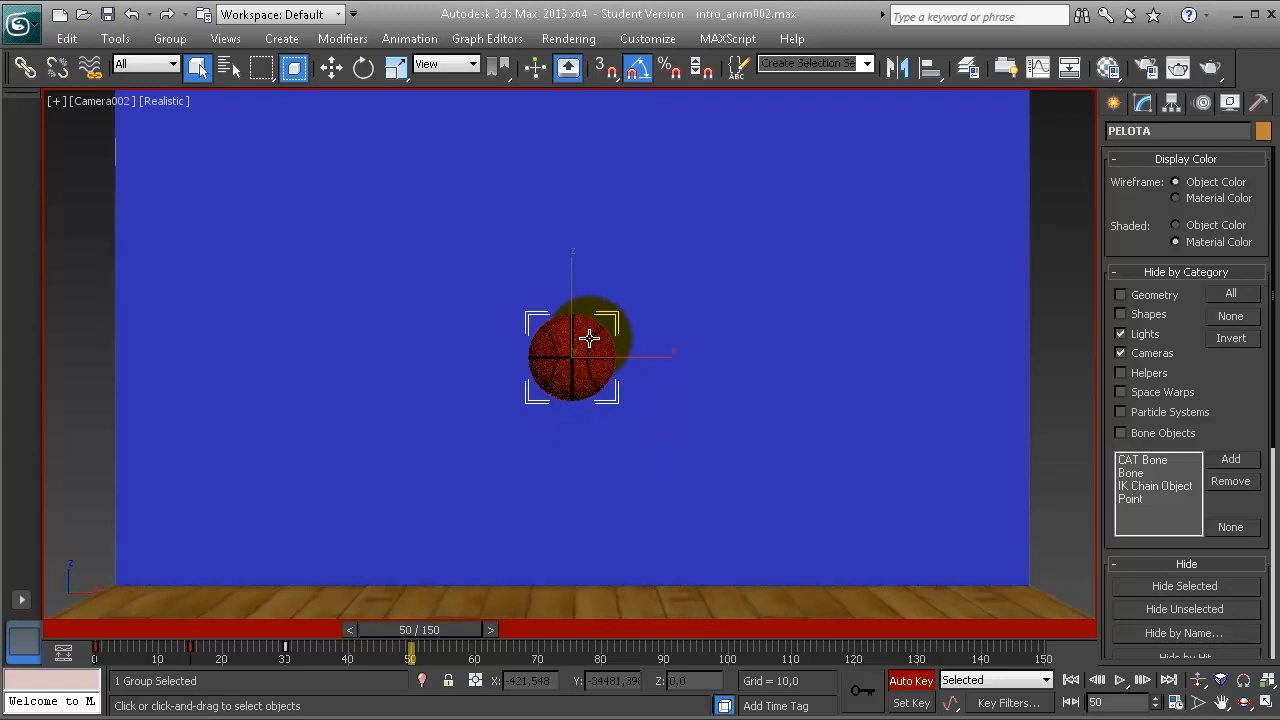 Workspace: Default
Autodesk 3ds Max 2013 x64 - Student Version intro_anim002.max
Type a keyword or phrase
Edit Tools Group Views Create Modifiers Animation Graph Editors Rendering Customize MAXScript Help
All View 3 Create Selection Se
[+] [Camera002] [Realistic]
PELOTA
- Display Color
Wireframe: Object Color
Material Color
Shaded: Object Color
Material Color
- Hide by Category
Geometry All
Shapes None
Lights Invert
Cameras
Helpers
Space Warps
Particle Systems
Bone Objects
CAT Bone Add
Bone
IK Chain Object Remove
Point
None
- Hide
Hide Selected
Hide Unselected
Hide by Name...
Hide by Hit
z
x
z
< 50 / 150 >
0 10 20 30 40 50 60 70 80 90 100 110 120 130 140 150
1 Group Selected X: -421,548 Y: -34481,396 Z: 0,0 Grid = 10,0 Auto Key Selected
Welcome to M Click or click-and-drag to select objects Add Time Tag Set Key Key Filters... 50